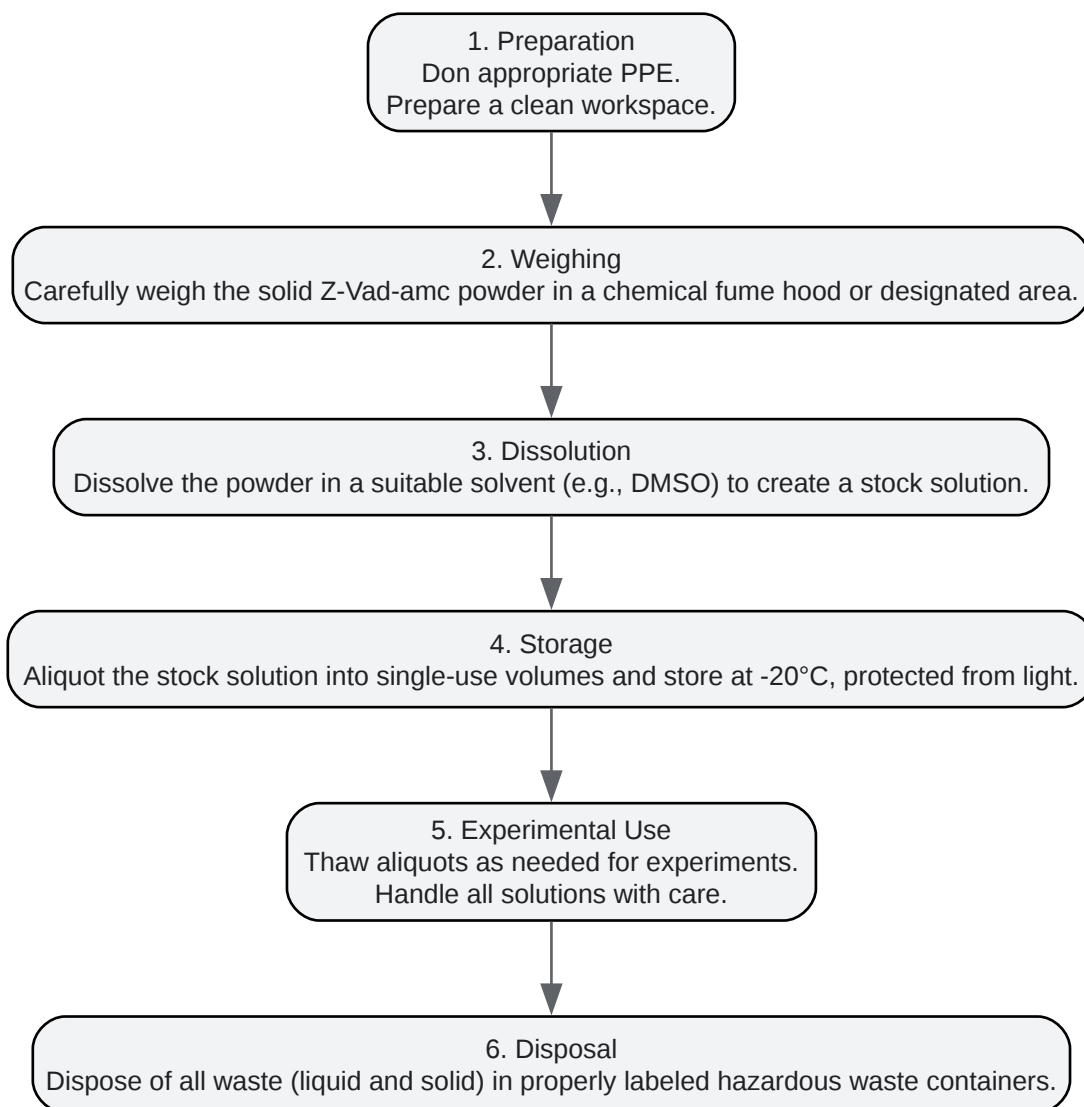 1. Preparation
Don appropriate PPE.
Prepare a clean workspace.
2. Weighing
Carefully weigh the solid Z-Vad-amc powder in a chemical fume hood or designated area.
3. Dissolution
Dissolve the powder in a suitable solvent (e.g., DMSO) to create a stock solution.
4. Storage
Aliquot the stock solution into single-use volumes and store at -20°C, protected from light.
5. Experimental Use
Thaw aliquots as needed for experiments.
Handle all solutions with care.
6. Disposal
Dispose of all waste (liquid and solid) in properly labeled hazardous waste containers.